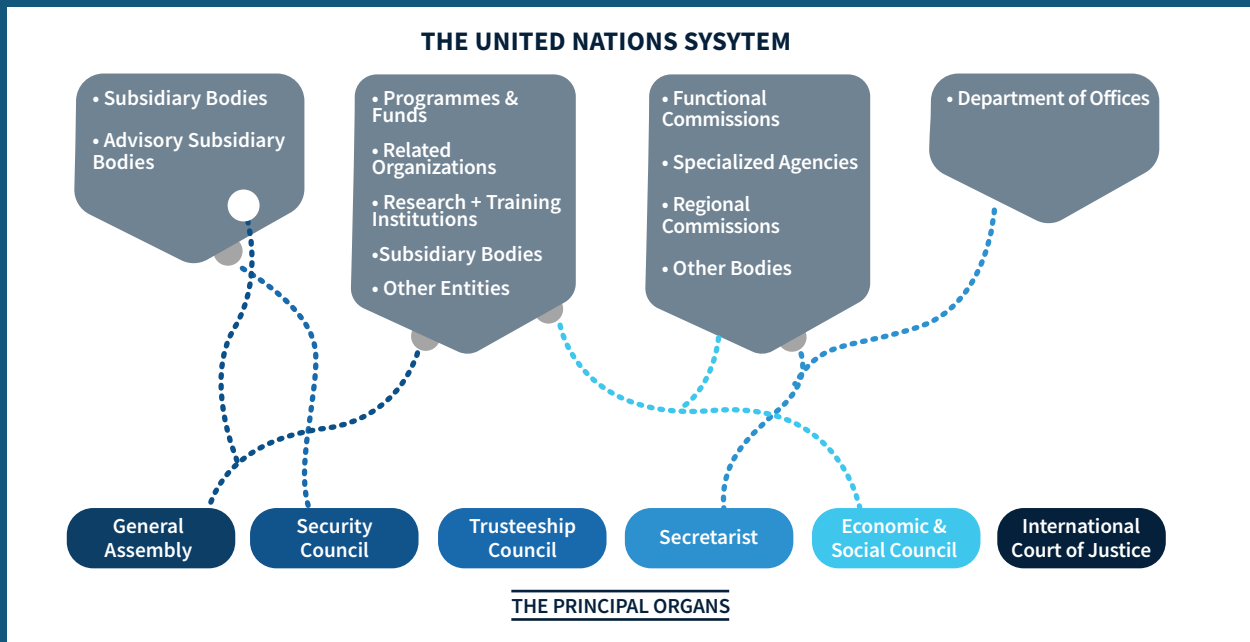 THE UNITED NATIONS SYSYTEM
• Subsidiary Bodies
• Advisory Subsidiary
Bodies
• Programmes &
Funds
• Related
Organizations
• Research + Training
Institutions
•Subsidiary Bodies
• Other Entities
• Functional
Commissions
• Specialized Agencies
• Regional
Commissions
• Other Bodies
• Department of Offices
General
Assembly
Security
Council
Trusteeship
Council
Secretarist
Economic &
Social Council
International
Court of Justice
THE PRINCIPAL ORGANS